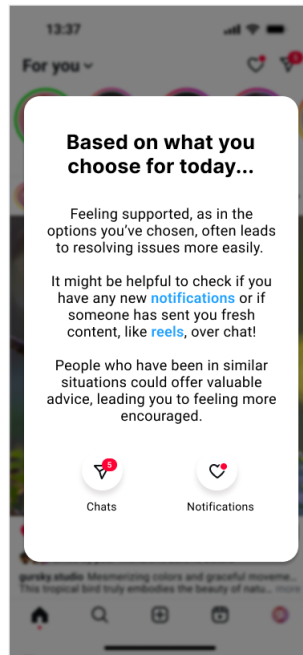 13:37
For you
Based on what you
choose for today...
Feeling supported, as in the
options you've chosen, often leads
to resolving issues more easily.
It might be helpful to check if you
have any new notifications or if
someone has sent you fresh
content, like reels, over chat!
People who have been in similar
situations could offer valuable
advice, leading you to feeling more
encouraged.
5
Chats
Notifications
gursky.studio Mesmerizing colors and graceful moveme...
This tropical bird truly embodies the beauty of natu... more